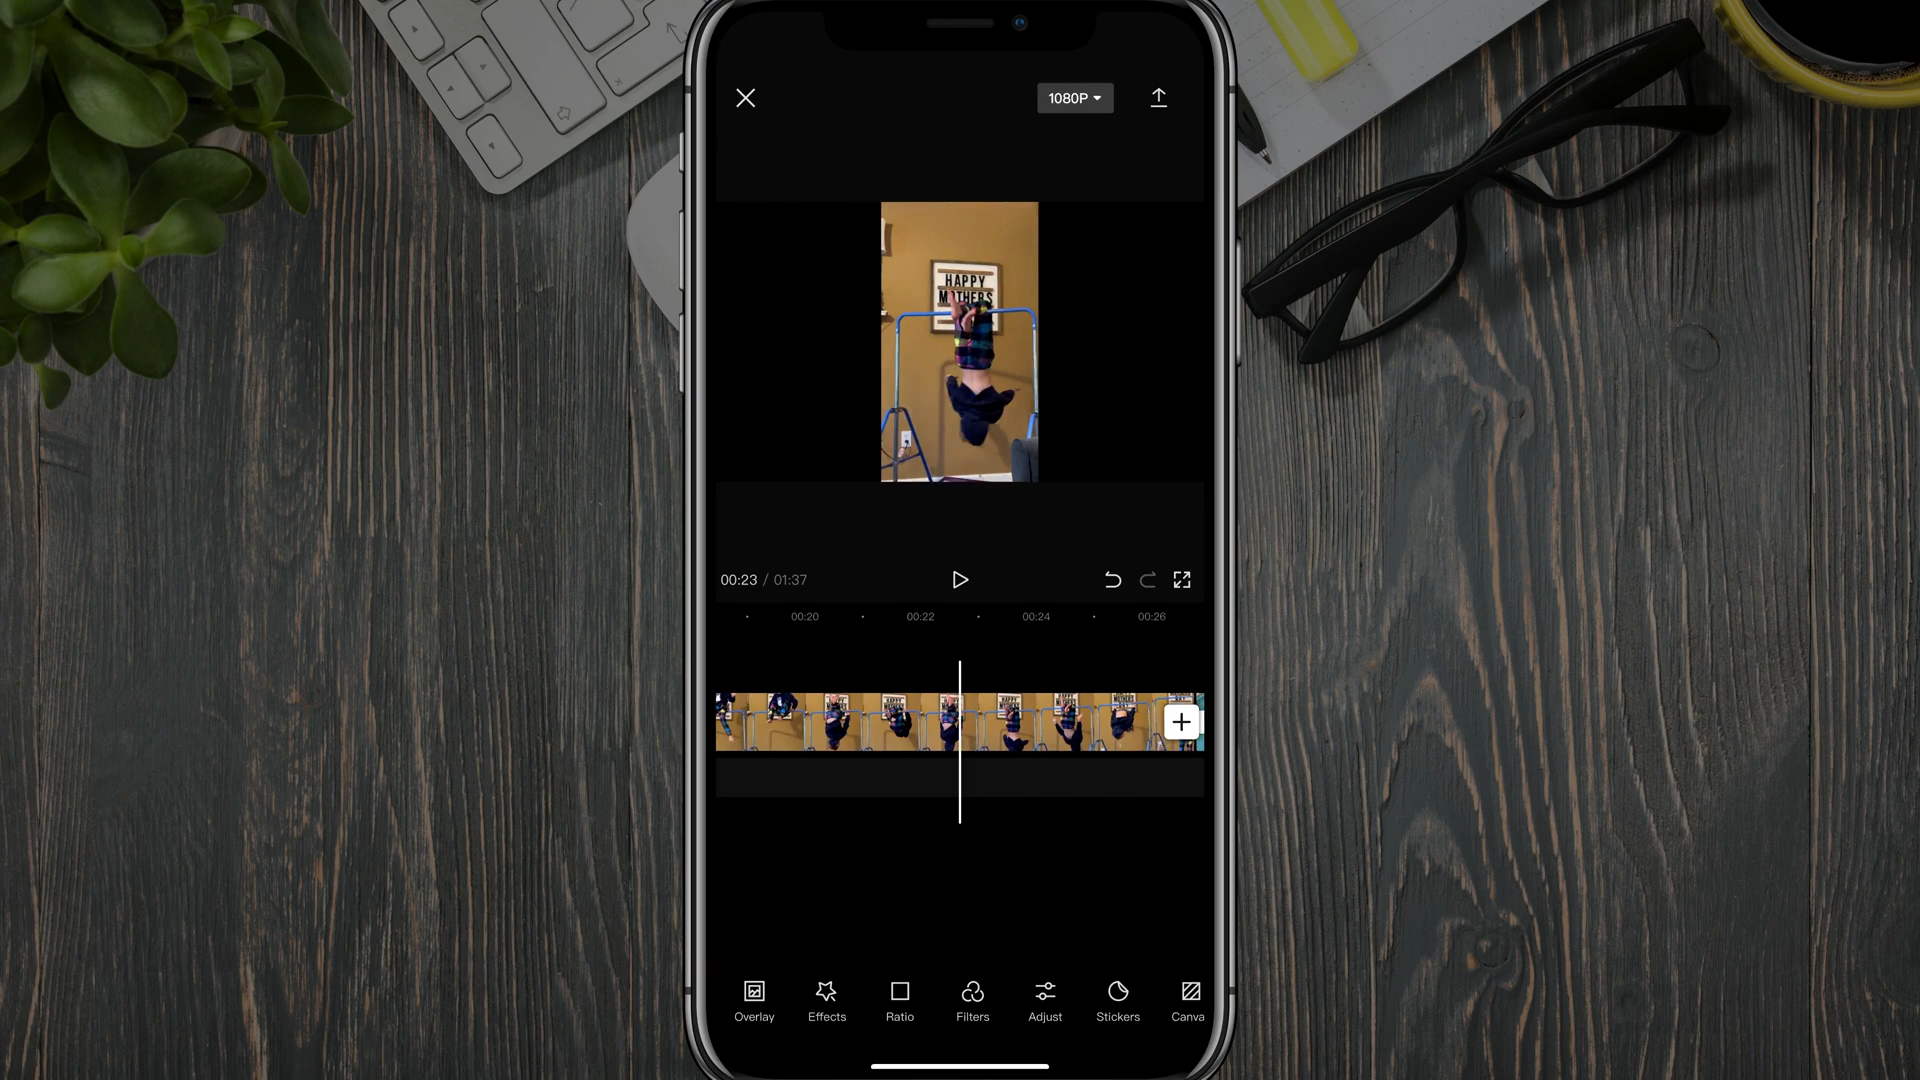 1080P
HAPPY
MOTHERS
00:23 / 01:37
00:20 00:22 00:24 00:26
Overlay Effects Ratio Filters Adjust Stickers Canva